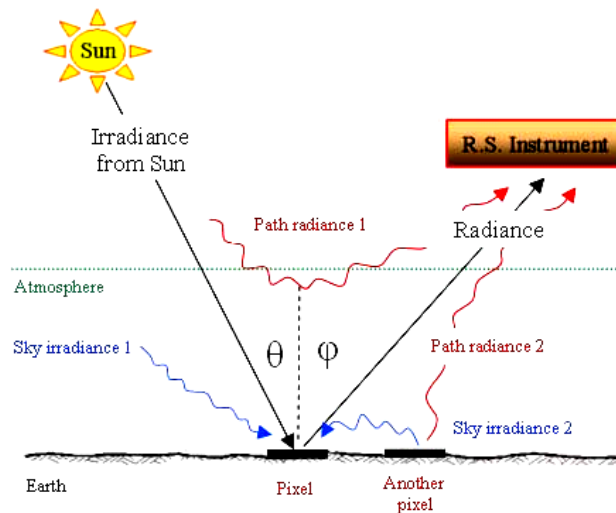 Sun
Irradiance
from Sun
R.S. Instrument
Path radiance 1
Radiance
Atmosphere
Sky irradiance 1
θ
φ
Path radiance 2
Sky irradiance 2
Earth
Pixel
Another
pixel